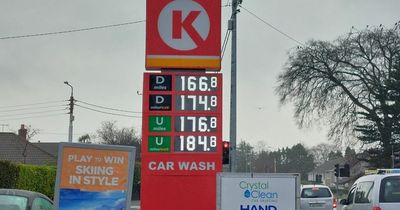 K
D
miles
166.8
D
milesPLUS
174.8
U
miles
176.8
U
milesPLUS
184.8
CAR WASH
PLAY TO WIN
SKIING
IN STYLE
Crystal
Clean
HAND